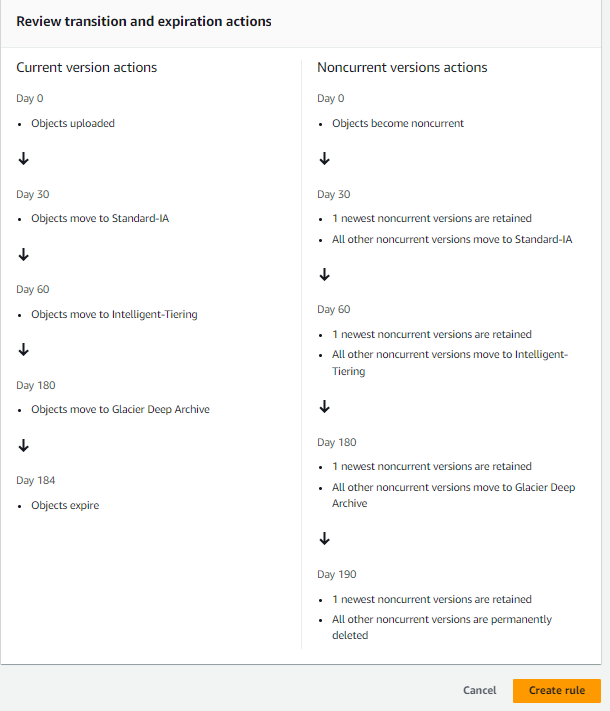 Review transition and expiration actions
Current version actions
Day 0
Objects uploaded
Day 30
Objects move to Standard-IA
Day 60
Objects move to Intelligent-Tiering
Day 180
Objects move to Glacier Deep Archive
Day 184
Objects expire
Noncurrent versions actions
Day 0
Objects become noncurrent
Day 30
1 newest noncurrent versions are retained
All other noncurrent versions move to Standard-IA
Day 60
1 newest noncurrent versions are retained
All other noncurrent versions move to Intelligent-
Tiering
Day 180
1 newest noncurrent versions are retained
All other noncurrent versions move to Glacier Deep
Archive
Day 190
1 newest noncurrent versions are retained
All other noncurrent versions are permanently
deleted
Cancel
Create rule